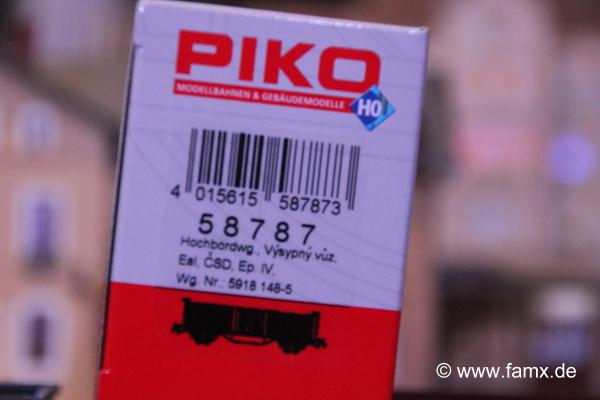 PIKO
MODELLBAHNEN & GEBÄUDEMODELLE
HO
4 015615 587873
58787
Hochbordwg., Výsypný vůz,
Eal, ČSD, Ep. IV,
Wg. Nr.: 5918 148-5
© www.famx.de